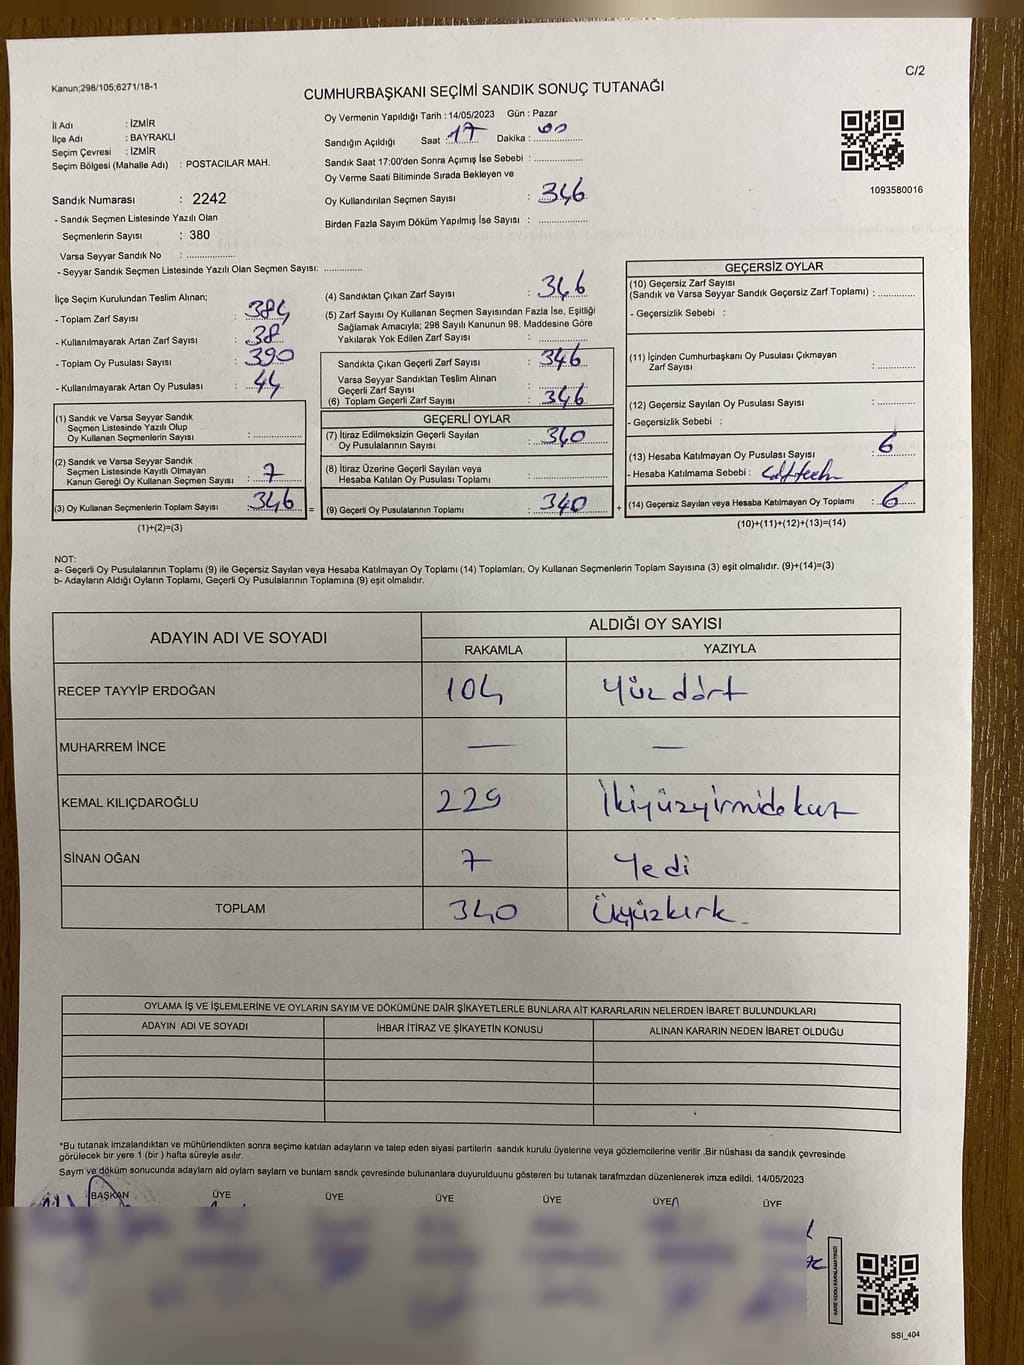 Kanun;298/105;6271/18-1
C/2
CUMHURBAŞKANI SEÇİMİ SANDIK SONUÇ TUTANAĞI
İl Adı : İZMİR
İlçe Adı : BAYRAKLI
Seçim Çevresi : İZMİR
Seçim Bölgesi (Mahalle Adı) : POSTACILAR MAH.
Oy Vermenin Yapıldığı Tarih : 14/05/2023 Gün : Pazar
Sandığın Açıldığı Saat : 17 Dakika : 00
Sandık Saat 17:00'den Sonra Açımış İse Sebebi : ..............
Oy Verme Saati Bitiminde Sırada Bekleyen ve
Oy Kullandırılan Seçmen Sayısı : 346
Birden Fazla Sayım Döküm Yapılmış İse Sayısı : ..............
1093580016
Sandık Numarası : 2242
- Sandık Seçmen Listesinde Yazılı Olan
Seçmenlerin Sayısı : 380
Varsa Seyyar Sandık No : ..............
- Seyyar Sandık Seçmen Listesinde Yazılı Olan Seçmen Sayısı: ............
İlçe Seçim Kurulundan Teslim Alınan;
- Toplam Zarf Sayısı : 384
- Kullanılmayarak Artan Zarf Sayısı : 38
- Toplam Oy Pusulası Sayısı : 390
- Kullanılmayarak Artan Oy Pusulası : 44
(1) Sandık ve Varsa Seyyar Sandık
Seçmen Listesinde Yazılı Olup
Oy Kullanan Seçmenlerin Sayısı : ..............
(2) Sandık ve Varsa Seyyar Sandık
Seçmen Listesinde Kayıtlı Olmayan
Kanun Gereği Oy Kullanan Seçmen Sayısı : 7
(3) Oy Kullanan Seçmenlerin Toplam Sayısı : 346 =
(1)+(2)=(3)
(4) Sandıktan Çıkan Zarf Sayısı : 346
(5) Zarf Sayısı Oy Kullanan Seçmen Sayısından Fazla İse, Eşitliği
Sağlamak Amacıyla; 298 Sayılı Kanunun 98. Maddesine Göre
Yakılarak Yok Edilen Zarf Sayısı : ..............
Sandıkta Çıkan Geçerli Zarf Sayısı : 346
Varsa Seyyar Sandıktan Teslim Alınan
Geçerli Zarf Sayısı : ..............
(6) Toplam Geçerli Zarf Sayısı : 346
GEÇERLİ OYLAR
(7) İtiraz Edilmeksizin Geçerli Sayılan
Oy Pusulalarının Sayısı : 340
(8) İtiraz Üzerine Geçerli Sayılan veya
Hesaba Katılan Oy Pusulası Toplamı : ..............
(9) Geçerli Oy Pusulalarının Toplamı : 340 +
GEÇERSİZ OYLAR
(10) Geçersiz Zarf Sayısı
(Sandık ve Varsa Seyyar Sandık Geçersiz Zarf Toplamı) : ............
- Geçersizlik Sebebi :
(11) İçinden Cumhurbaşkanı Oy Pusulası Çıkmayan
Zarf Sayısı : ............
(12) Geçersiz Sayılan Oy Pusulası Sayısı : ............
- Geçersizlik Sebebi :
(13) Hesaba Katılmayan Oy Pusulası Sayısı : 6
- Hesaba Katılmama Sebebi :
(14) Geçersiz Sayılan veya Hesaba Katılmayan Oy Toplamı : 6
(10)+(11)+(12)+(13)=(14)
NOT:
a- Geçerli Oy Pusulalarının Toplamı (9) ile Geçersiz Sayılan veya Hesaba Katılmayan Oy Toplamı (14) Toplamları, Oy Kullanan Seçmenlerin Toplam Sayısına (3) eşit olmalıdır. (9)+(14)=(3)
b- Adayların Aldığı Oyların Toplamı, Geçerli Oy Pusulalarının Toplamına (9) eşit olmalıdır.
ADAYIN ADI VE SOYADI
ALDIĞI OY SAYISI
RAKAMLA YAZIYLA
RECEP TAYYİP ERDOĞAN 104 Yüz dört
MUHARREM İNCE — —
KEMAL KILIÇDAROĞLU 229 İkiyüzyirmidokuz
SİNAN OĞAN 7 Yedi
TOPLAM 340 Üçyüzkırk
OYLAMA İŞ VE İŞLEMLERİNE VE OYLARIN SAYIM VE DÖKÜMÜNE DAİR ŞİKAYETLERLE BUNLARA AİT KARARLARIN NELERDEN İBARET BULUNDUKLARI
ADAYIN ADI VE SOYADI İHBAR İTİRAZ VE ŞİKAYETİN KONUSU ALINAN KARARIN NEDEN İBARET OLDUĞU
*Bu tutanak imzalandıktan ve mühürlendikten sonra seçime katılan adayların ve talep eden siyasi partilerin sandık kurulu üyelerine veya gözlemcilerine verilir .Bir nüshası da sandık çevresinde
görülecek bir yere 1 (bir ) hafta süreyle asılır.
Sayım ve döküm sonucunda adayların ald oyların sayların ve bunların sandk çevresinde bulunanlara duyurulduunu gösteren bu tutanak tarafmzdan düzenlenerek imza edildi. 14/05/2023
BAŞKAN ÜYE ÜYE ÜYE ÜYE ÜYE ÜYE
SSI_404